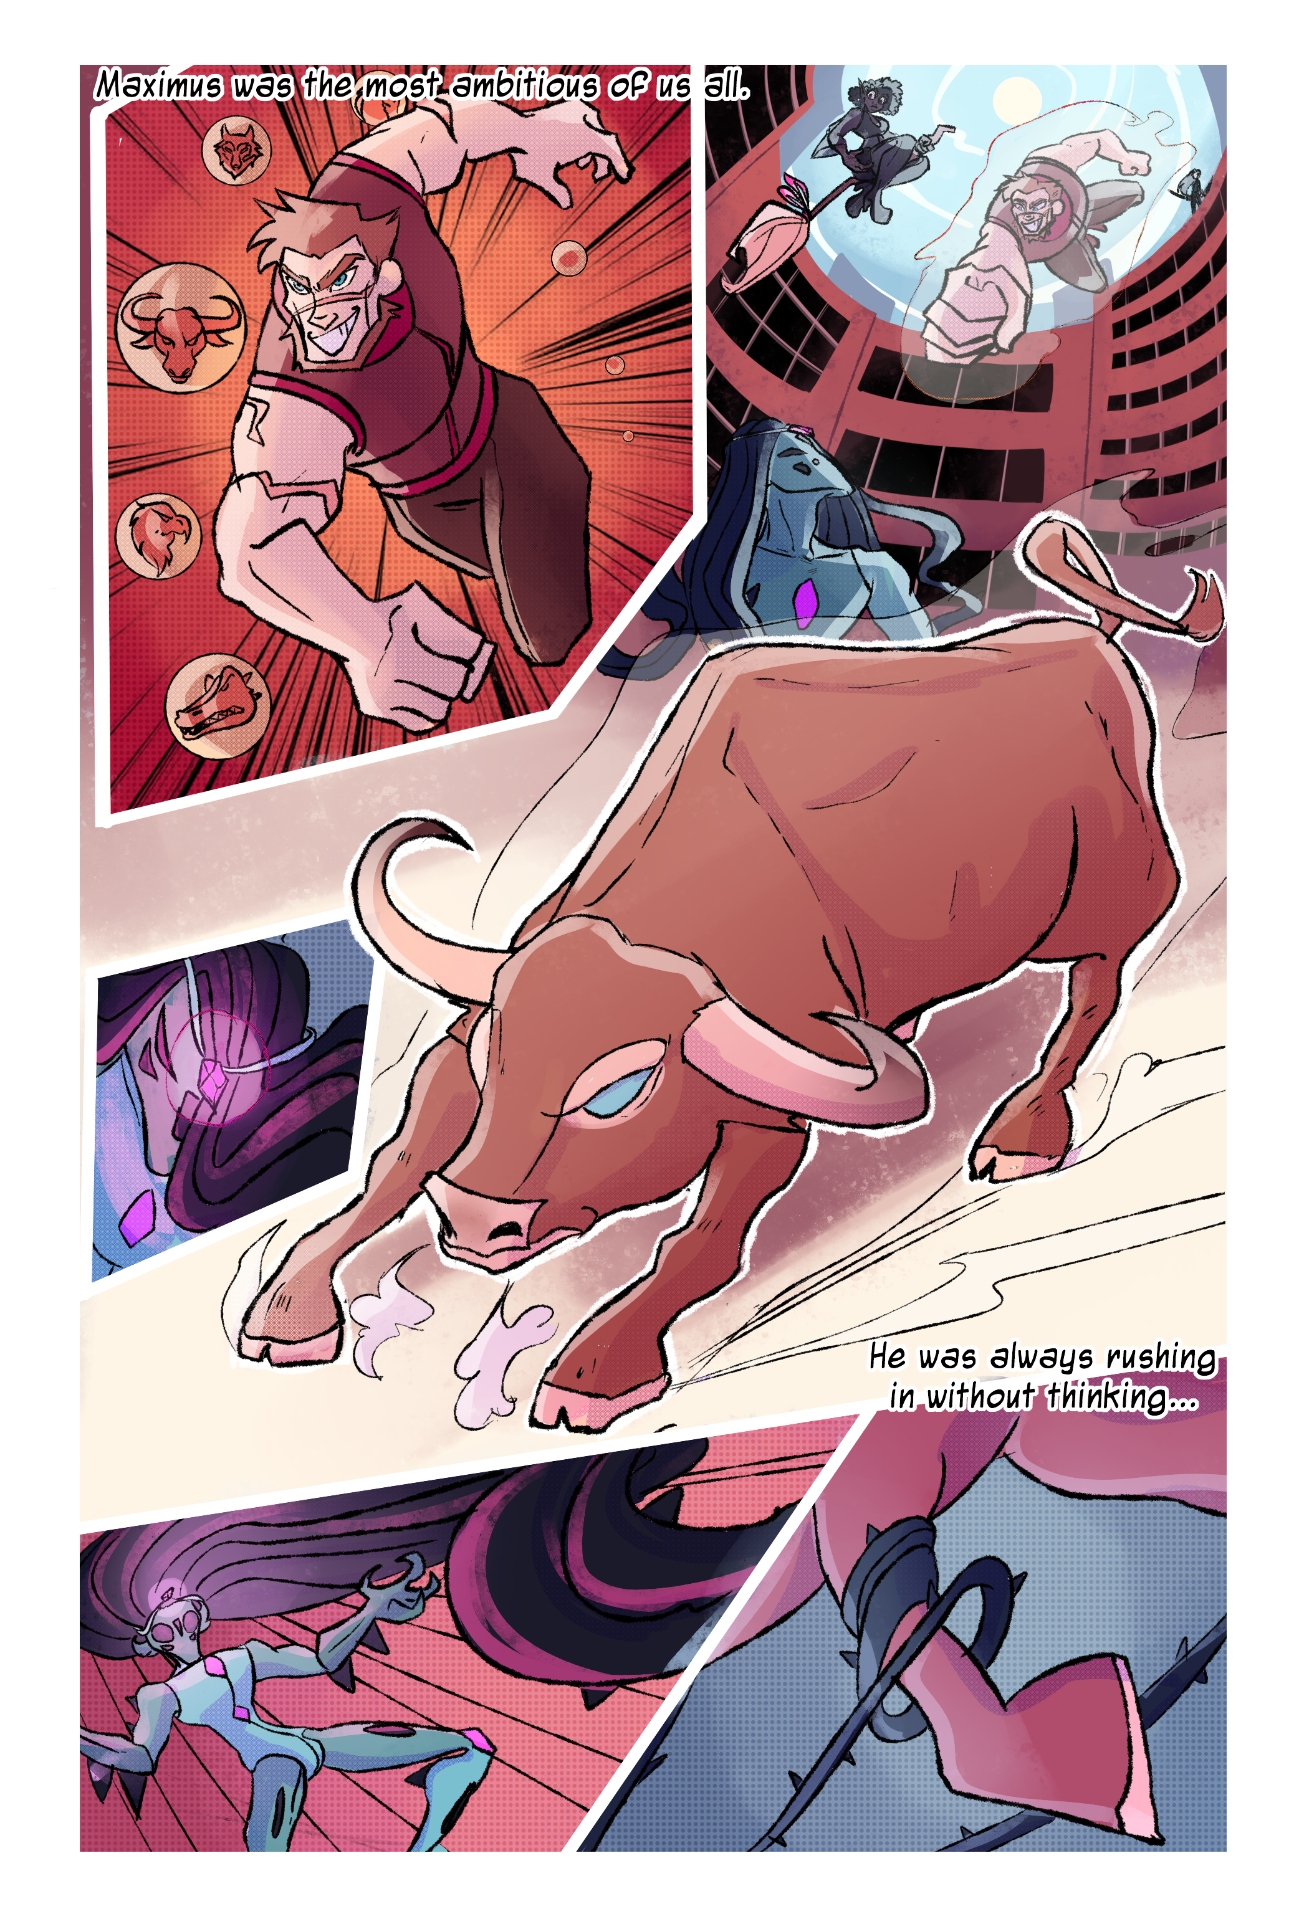 Maximus was the most ambitious of us all.
He was always rushing
in without thinking...